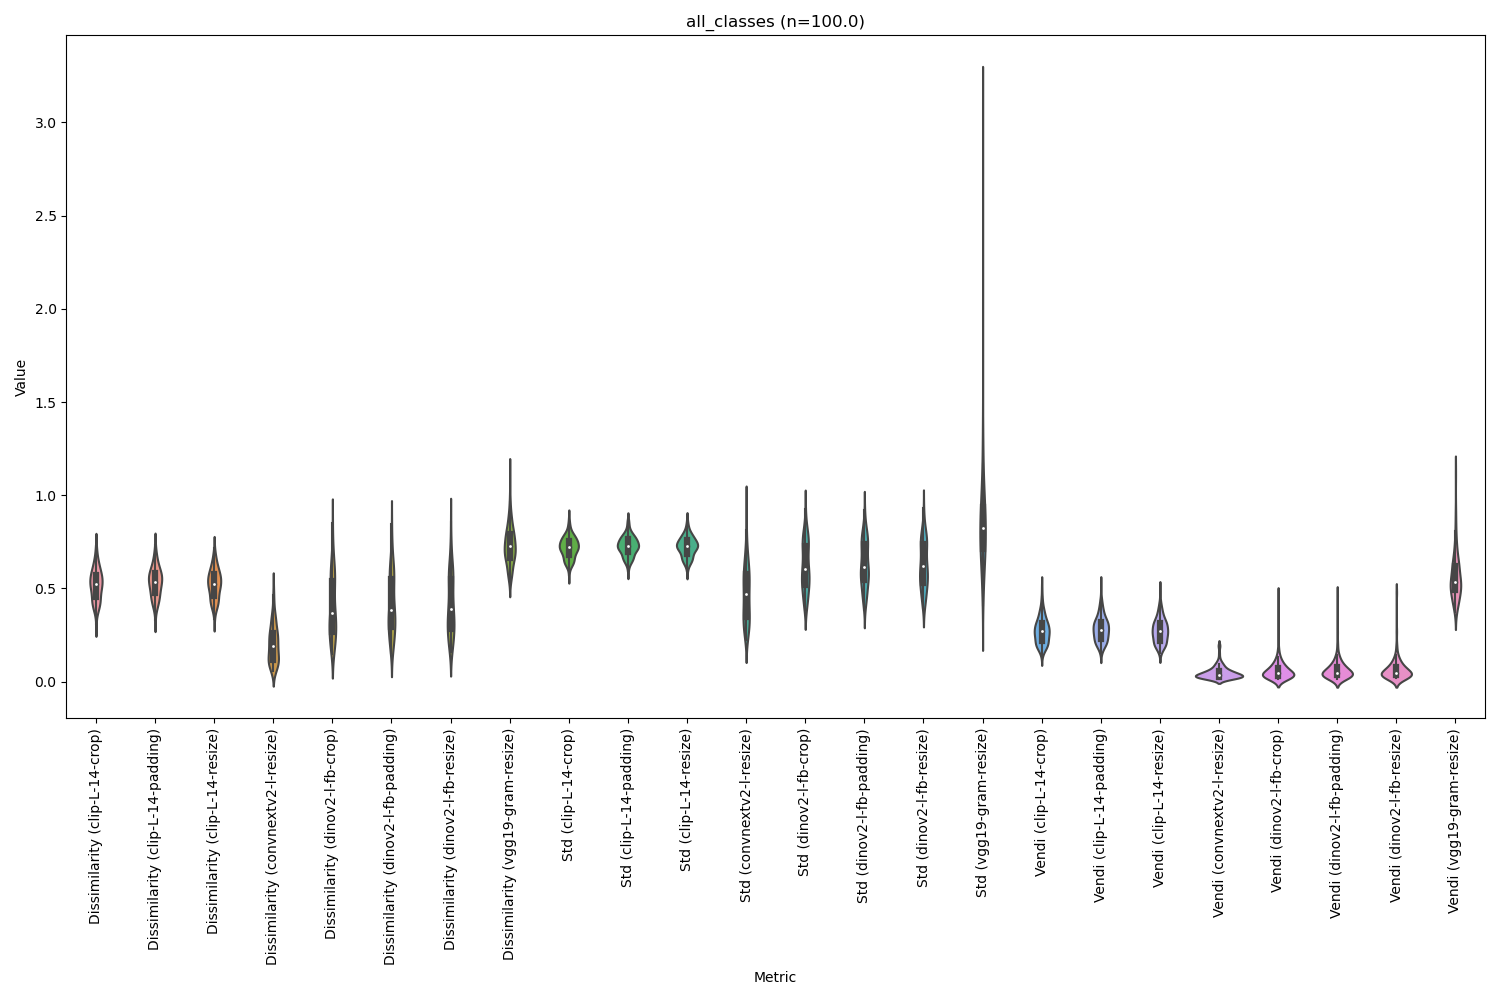 all_classes (n=100.0)
Value
3.0
2.5
2.0
1.5
1.0
0.5
0.0
Dissimilarity (clip-L-14-crop)
Dissimilarity (clip-L-14-padding)
Dissimilarity (clip-L-14-resize)
Dissimilarity (convnextv2-l-resize)
Dissimilarity (dinov2-l-fb-crop)
Dissimilarity (dinov2-l-fb-padding)
Dissimilarity (dinov2-l-fb-resize)
Dissimilarity (vgg19-gram-resize)
Std (clip-L-14-crop)
Std (clip-L-14-padding)
Std (clip-L-14-resize)
Std (convnextv2-l-resize)
Std (dinov2-l-fb-crop)
Std (dinov2-l-fb-padding)
Std (dinov2-l-fb-resize)
Std (vgg19-gram-resize)
Vendi (clip-L-14-crop)
Vendi (clip-L-14-padding)
Vendi (clip-L-14-resize)
Vendi (convnextv2-l-resize)
Vendi (dinov2-l-fb-crop)
Vendi (dinov2-l-fb-padding)
Vendi (dinov2-l-fb-resize)
Vendi (vgg19-gram-resize)
Metric